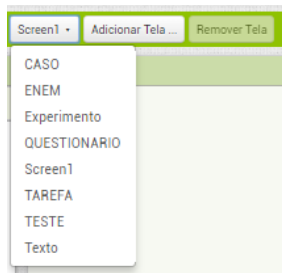 Screen1 Adicionar Tela ... Remover Tela
CASO
ENEM
Experimento
QUESTIONARIO
Screen1
TAREFA
TESTE
Texto